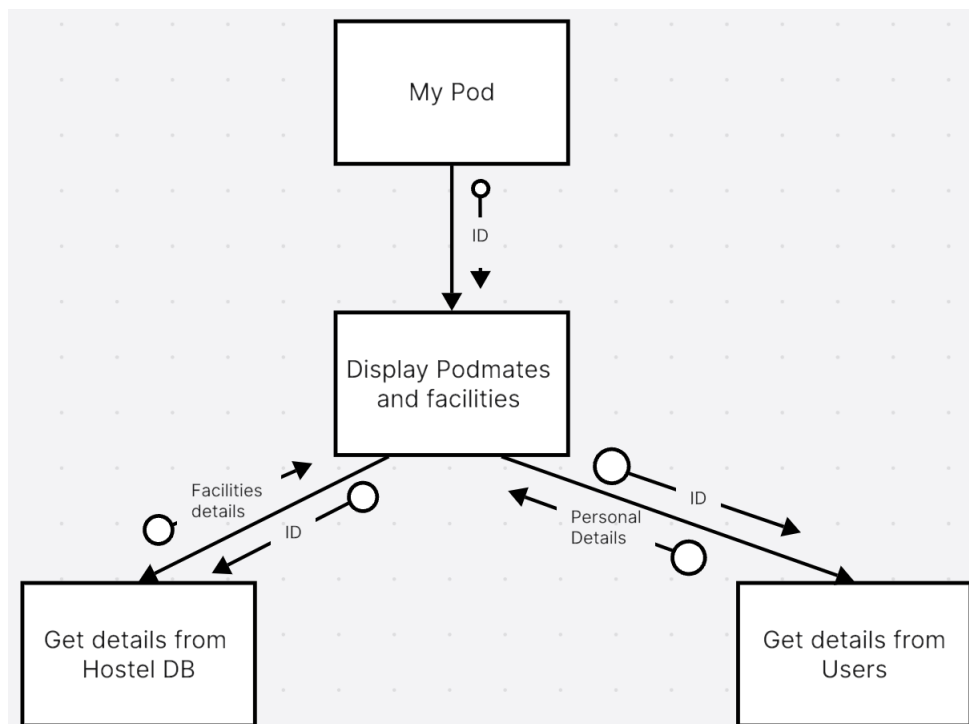 My Pod
ID
Display Podmates
and facilities
Facilities
details
ID
ID
Personal
Details
Get details from
Hostel DB
Get details from
Users